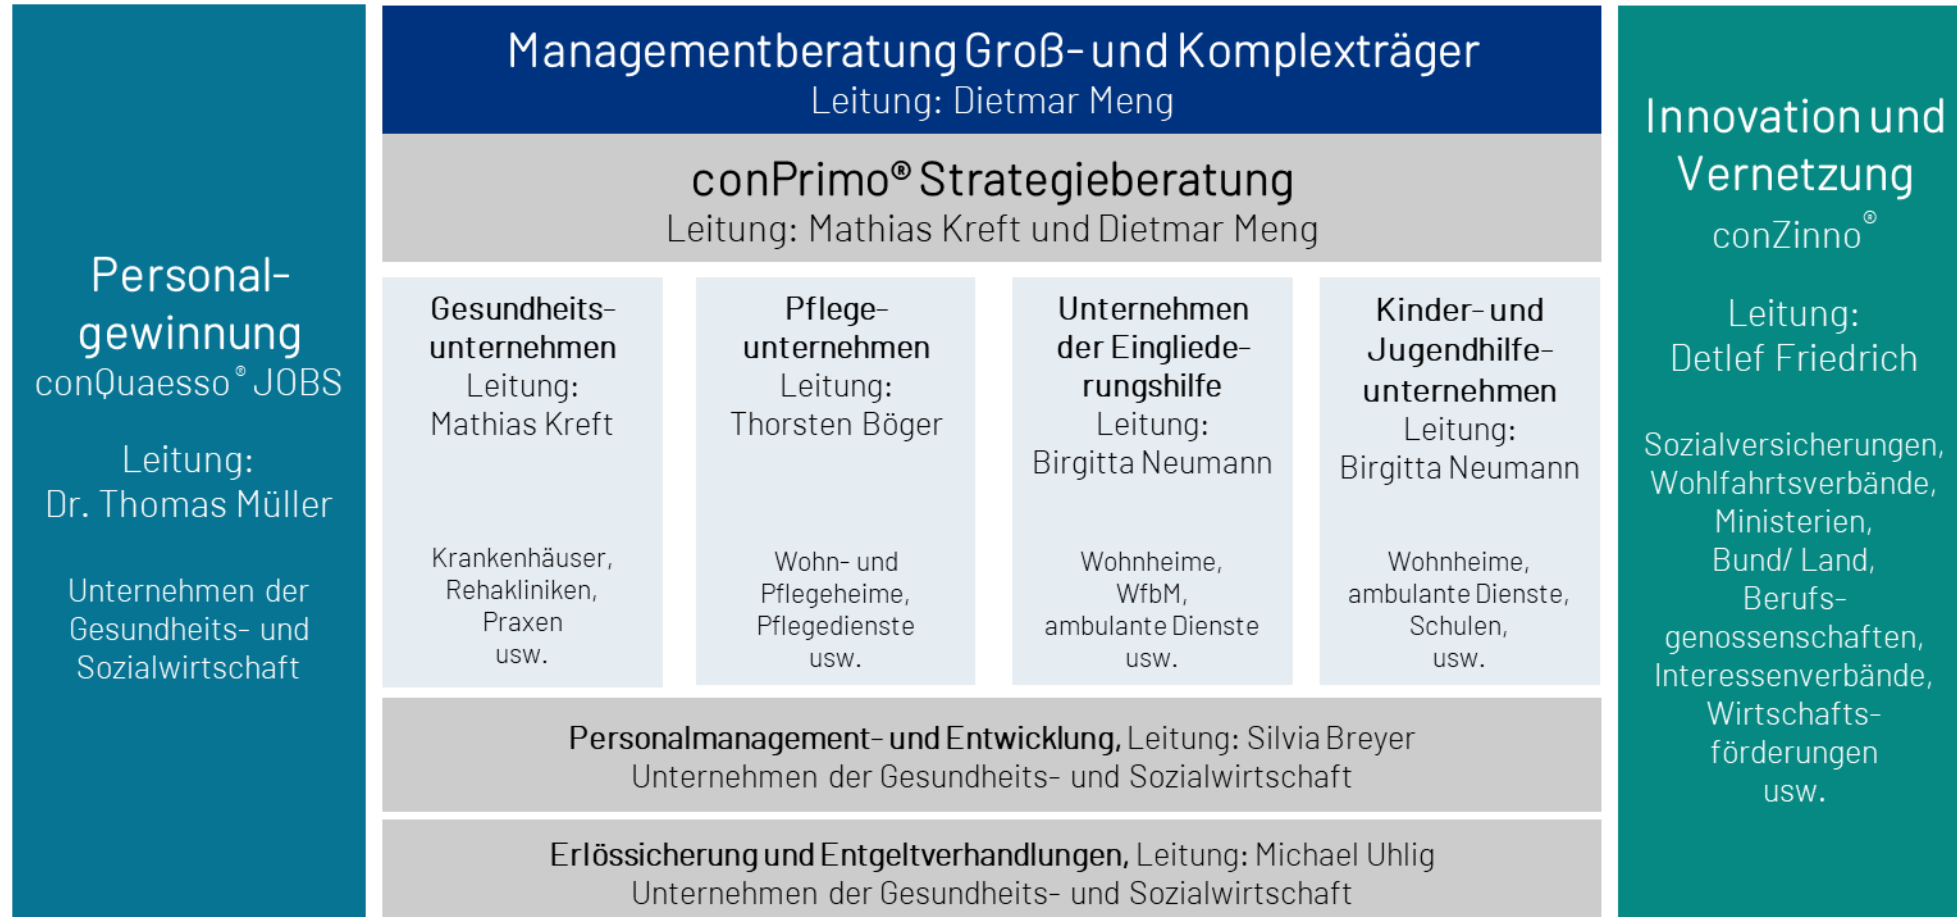 Personal-
gewinnung
conQuaesso® JOBS
Leitung:
Dr. Thomas Müller
Unternehmen der
Gesundheits- und
Sozialwirtschaft
Managementberatung Groß- und Komplexträger
Leitung: Dietmar Meng
conPrimo® Strategieberatung
Leitung: Mathias Kreft und Dietmar Meng
Gesundheits-
unternehmen
Leitung:
Mathias Kreft
Krankenhäuser,
Rehakliniken,
Praxen
usw.
Pflege-
unternehmen
Leitung:
Thorsten Böger
Wohn- und
Pflegeheime,
Pflegedienste
usw.
Unternehmen
der Eingliede-
rungshilfe
Leitung:
Birgitta Neumann
Wohnheime,
WfbM,
ambulante Dienste
usw.
Kinder- und
Jugendhilfe-
unternehmen
Leitung:
Birgitta Neumann
Wohnheime,
ambulante Dienste,
Schulen,
usw.
Personalmanagement- und Entwicklung, Leitung: Silvia Breyer
Unternehmen der Gesundheits- und Sozialwirtschaft
Erlössicherung und Entgeltverhandlungen, Leitung: Michael Uhlig
Unternehmen der Gesundheits- und Sozialwirtschaft
Innovation und
Vernetzung
conZinno®
Leitung:
Detlef Friedrich
Sozialversicherungen,
Wohlfahrtsverbände,
Ministerien,
Bund/ Land,
Berufs-
genossenschaften,
Interessenverbände,
Wirtschafts-
förderungen
usw.